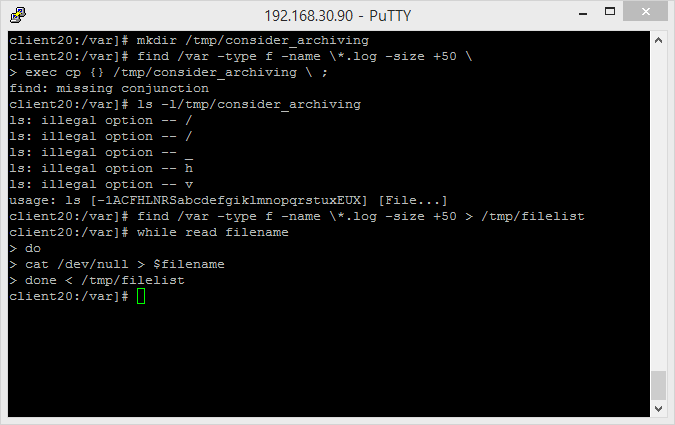 192.168.30.90 - PuTTY
client20:/var]# mkdir /tmp/consider_archiving
client20:/var]# find /var -type f -name \*.log -size +50 \
> exec cp {} /tmp/consider_archiving \ ;
find: missing conjunction
client20:/var]# ls -l/tmp/consider_archiving
ls: illegal option -- /
ls: illegal option -- /
ls: illegal option -- _
ls: illegal option -- h
ls: illegal option -- v
usage: ls [-1ACFHLNRSabcdefgiklmnopqrstuxEUX] [File...]
client20:/var]# find /var -type f -name \*.log -size +50 > /tmp/filelist
client20:/var]# while read filename
> do
> cat /dev/null > $filename
> done < /tmp/filelist
client20:/var]#